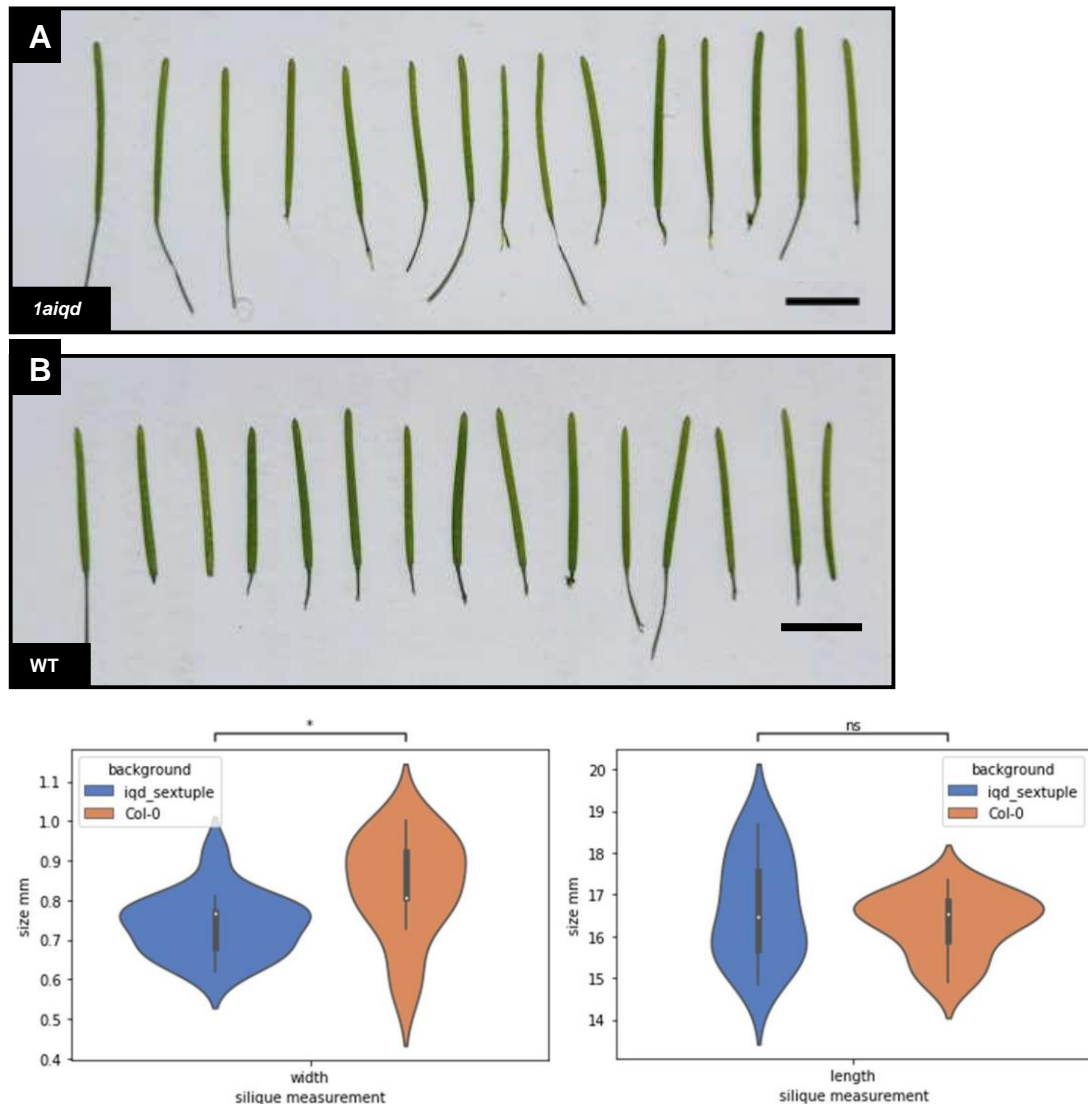 A
1aiqd
B
WT
*
background
iqd_sextuple
Col-0
1.1
1.0
0.9
0.8
0.7
0.6
0.5
0.4
size mm
width
silique measurement
ns
background
iqd_sextuple
Col-0
20
19
18
17
16
15
14
size mm
length
silique measurement